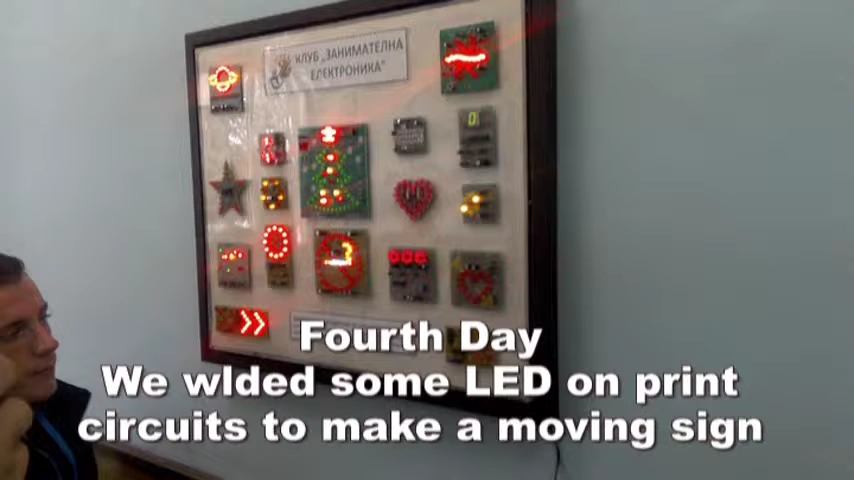 КЛУБ „ЗАНИМАТЕЛНА
ЕЛЕКТРОНИКА“
Fourth Day
We wlded some LED on print
circuits to make a moving sign